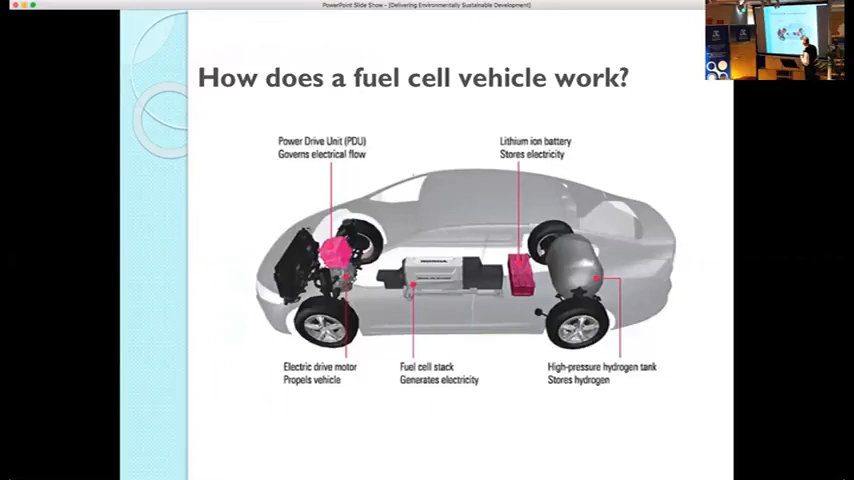 PowerPoint Slide Show - [Delivering Environmentally Sustainable Development]
How does a fuel cell vehicle work?
Power Drive Unit (PDU)
Governs electrical flow
Lithium ion battery
Stores electricity
HONDA
Electric drive motor
Propels vehicle
Fuel cell stack
Generates electricity
High-pressure hydrogen tank
Stores hydrogen